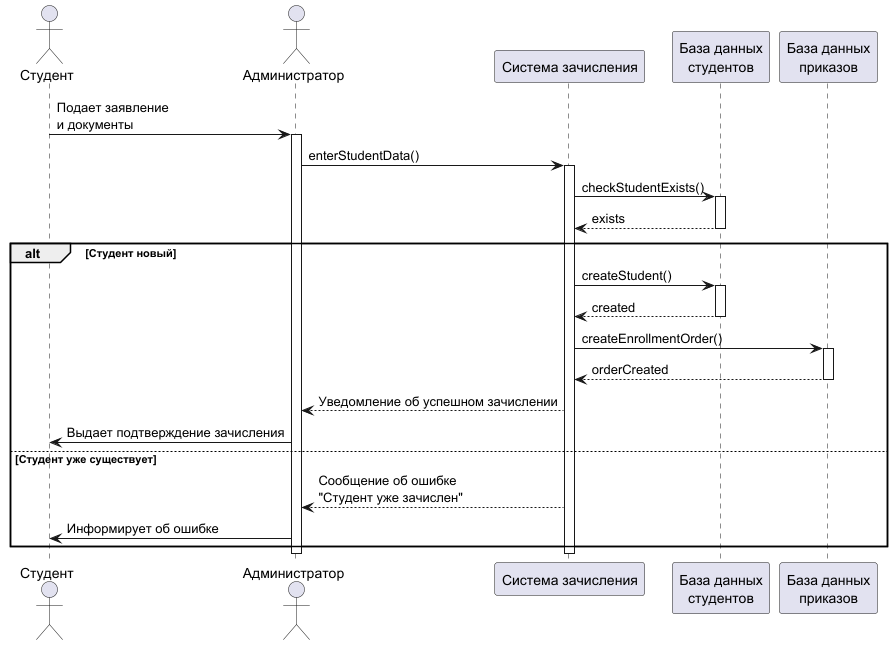 Студент
Администратор
Система зачисления
База данных
студентов
База данных
приказов
Подает заявление
и документы
enterStudentData()
checkStudentExists()
exists
alt
[Студент новый]
createStudent()
created
createEnrollmentOrder()
orderCreated
Уведомление об успешном зачислении
Выдает подтверждение зачисления
[Студент уже существует]
Сообщение об ошибке
"Студент уже зачислен"
Информирует об ошибке
Студент
Администратор
Система зачисления
База данных
студентов
База данных
приказов